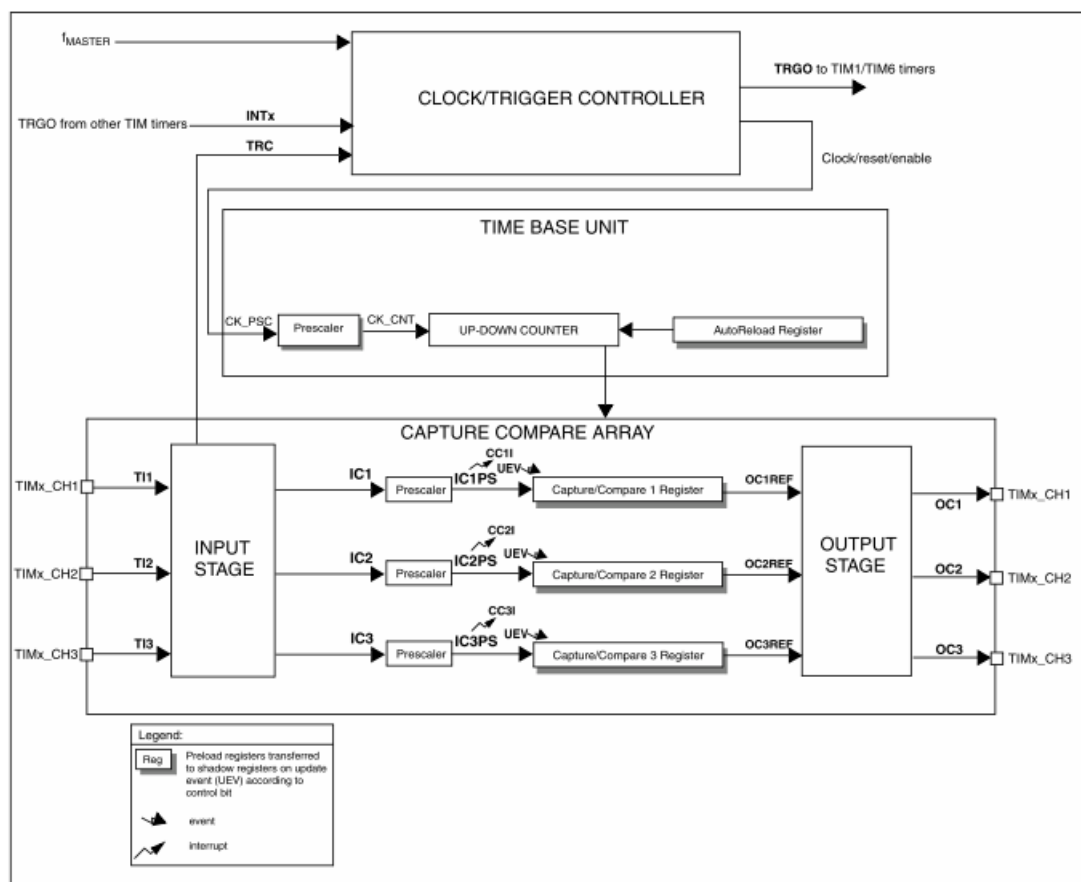 fMASTER
CLOCK/TRIGGER CONTROLLER
TRGO to TIM1/TIM6 timers
TRGO from other TIM timers
INTx
TRC
Clock/reset/enable
TIME BASE UNIT
CK_PSC
Prescaler
CK_CNT
UP-DOWN COUNTER
AutoReload Register
CAPTURE COMPARE ARRAY
TIMx_CH1
TI1
IC1
Prescaler
CC1I
IC1PS
UEV
Capture/Compare 1 Register
OC1REF
OC1
TIMx_CH1
INPUT
STAGE
OUTPUT
STAGE
TIMx_CH2
TI2
IC2
Prescaler
CC2I
IC2PS
UEV
Capture/Compare 2 Register
OC2REF
OC2
TIMx_CH2
TIMx_CH3
TI3
IC3
Prescaler
CC3I
IC3PS
UEV
Capture/Compare 3 Register
OC3REF
OC3
TIMx_CH3
Legend:
Reg
Preload registers transferred
to shadow registers on update
event (UEV) according to
control bit
event
interrupt